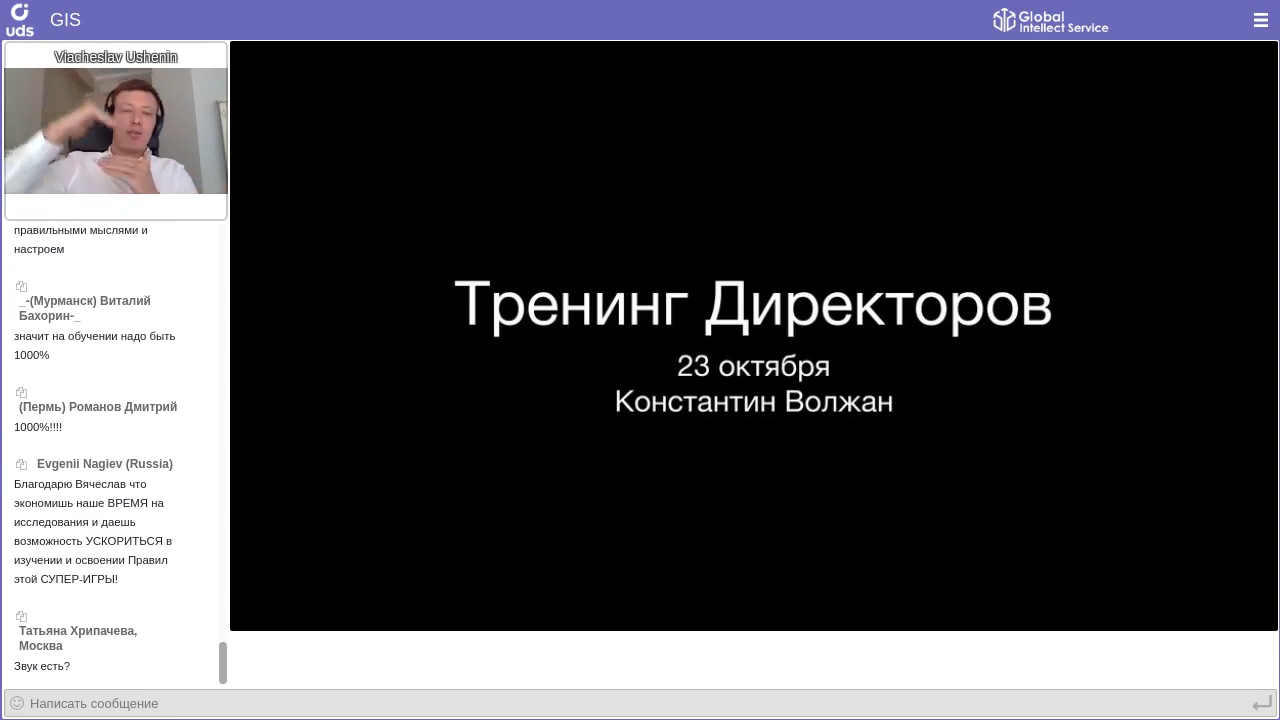 uds
GIS
Global
Intellect Service
Viacheslav Ushenin
правильными мыслями и
настроем
_-(Мурманск) Виталий
Бахорин-_
значит на обучении надо быть
1000%
(Пермь) Романов Дмитрий
1000%!!!!
Evgenii Nagiev (Russia)
Благодарю Вячеслав что
экономишь наше ВРЕМЯ на
исследования и даешь
возможность УСКОРИТЬСЯ в
изучении и освоении Правил
этой СУПЕР-ИГРЫ!
Татьяна Хрипачева,
Москва
Звук есть?
Тренинг Директоров
23 октября
Константин Волжан
Написать сообщение